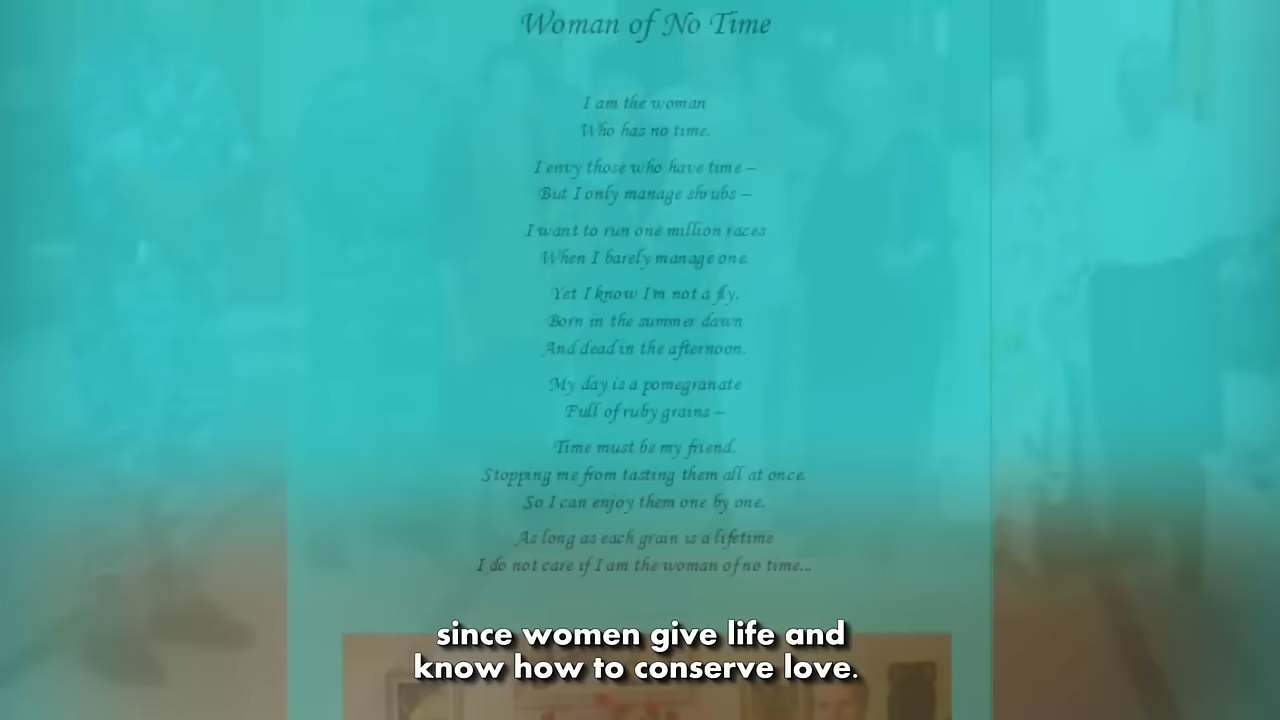 Woman of No Time
I am the woman
Who has no time.
I envy those who have time –
But I only manage shrubs –
I want to run one million races
When I barely manage one.
Yet I know I'm not a fly,
Born in the summer dawn
And dead in the afternoon.
My day is a pomegranate
Full of ruby grains –
Time must be my friend,
Stopping me from tasting them all at once.
So I can enjoy them one by one.
As long as each grain is a lifetime
I do not care if I am the woman of no time...
since women give life and
know how to conserve love.